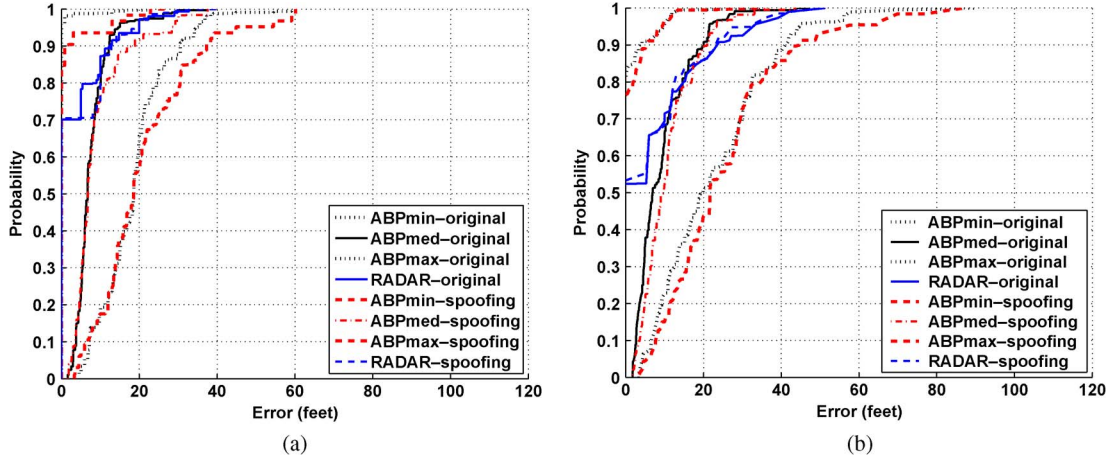 1
0.9
0.8
0.7
0.6
0.5
0.4
0.3
0.2
0.1
0
Probability
0 20 40 60 80 100 120
Error (feet)
ABPmin–original
ABPmed–original
ABPmax–original
RADAR–original
ABPmin–spoofing
ABPmed–spoofing
ABPmax–spoofing
RADAR–spoofing
(a)
1
0.9
0.8
0.7
0.6
0.5
0.4
0.3
0.2
0.1
0
Probability
0 20 40 60 80 100 120
Error (feet)
ABPmin–original
ABPmed–original
ABPmax–original
RADAR–original
ABPmin–spoofing
ABPmed–spoofing
ABPmax–spoofing
RADAR–spoofing
(b)